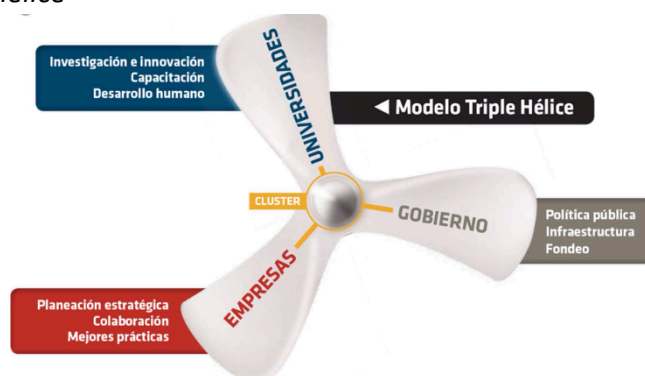 Investigación e innovación
Capacitación
Desarrollo humano
UNIVERSIDADES
◄ Modelo Triple Hélice
CLUSTER
GOBIERNO
Política pública
Infraestructura
Fondeo
EMPRESAS
Planeación estratégica
Colaboración
Mejores prácticas